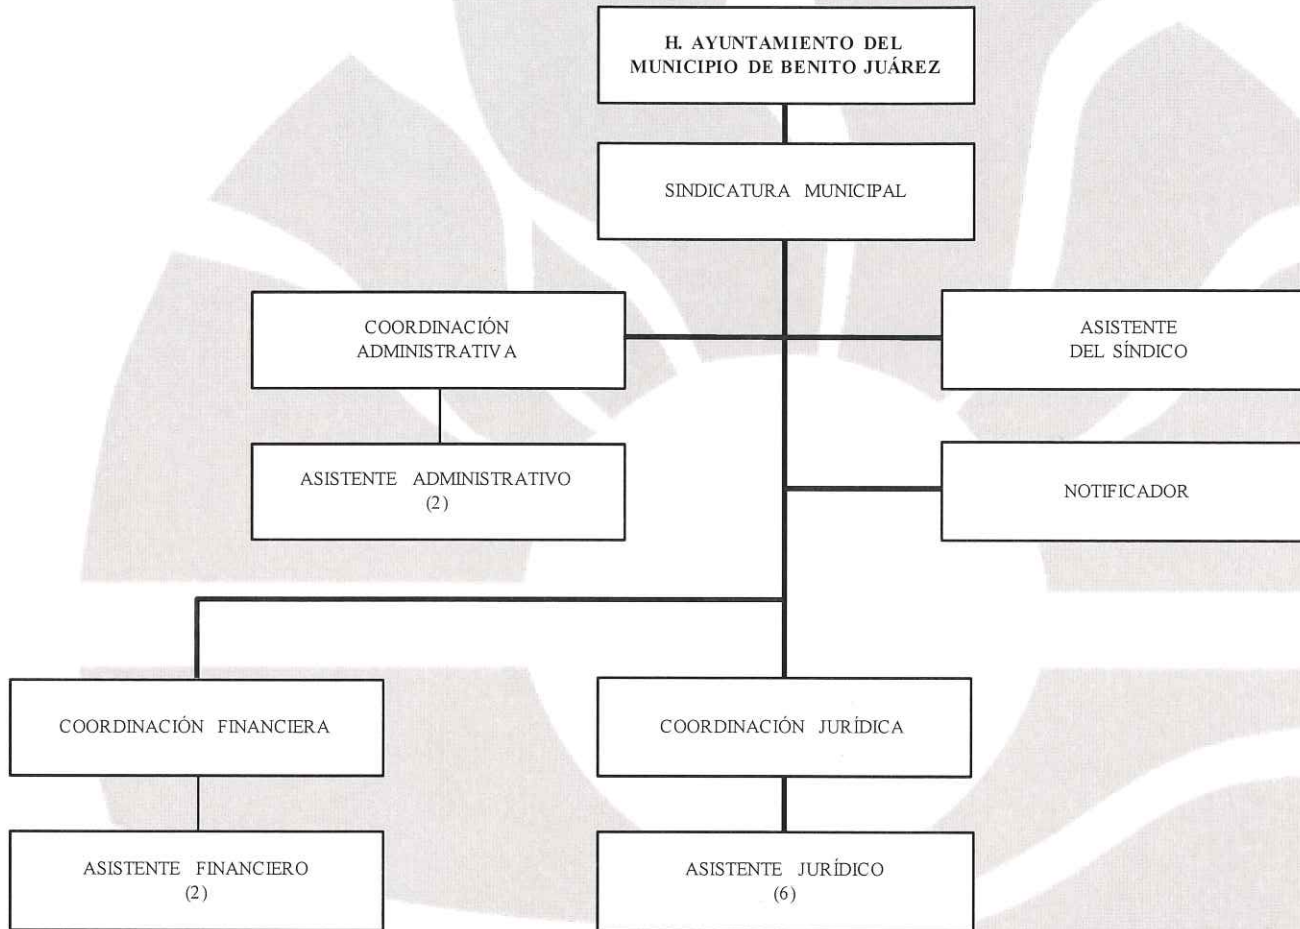 H. AYUNTAMIENTO DEL
MUNICIPIO DE BENITO JUÁREZ
SINDICATURA MUNICIPAL
COORDINACIÓN
ADMINISTRATIVA
ASISTENTE
DEL SÍNDICO
ASISTENTE ADMINISTRATIVO
(2)
NOTIFICADOR
COORDINACIÓN FINANCIERA
COORDINACIÓN JURÍDICA
ASISTENTE FINANCIERO
(2)
ASISTENTE JURÍDICO
(6)